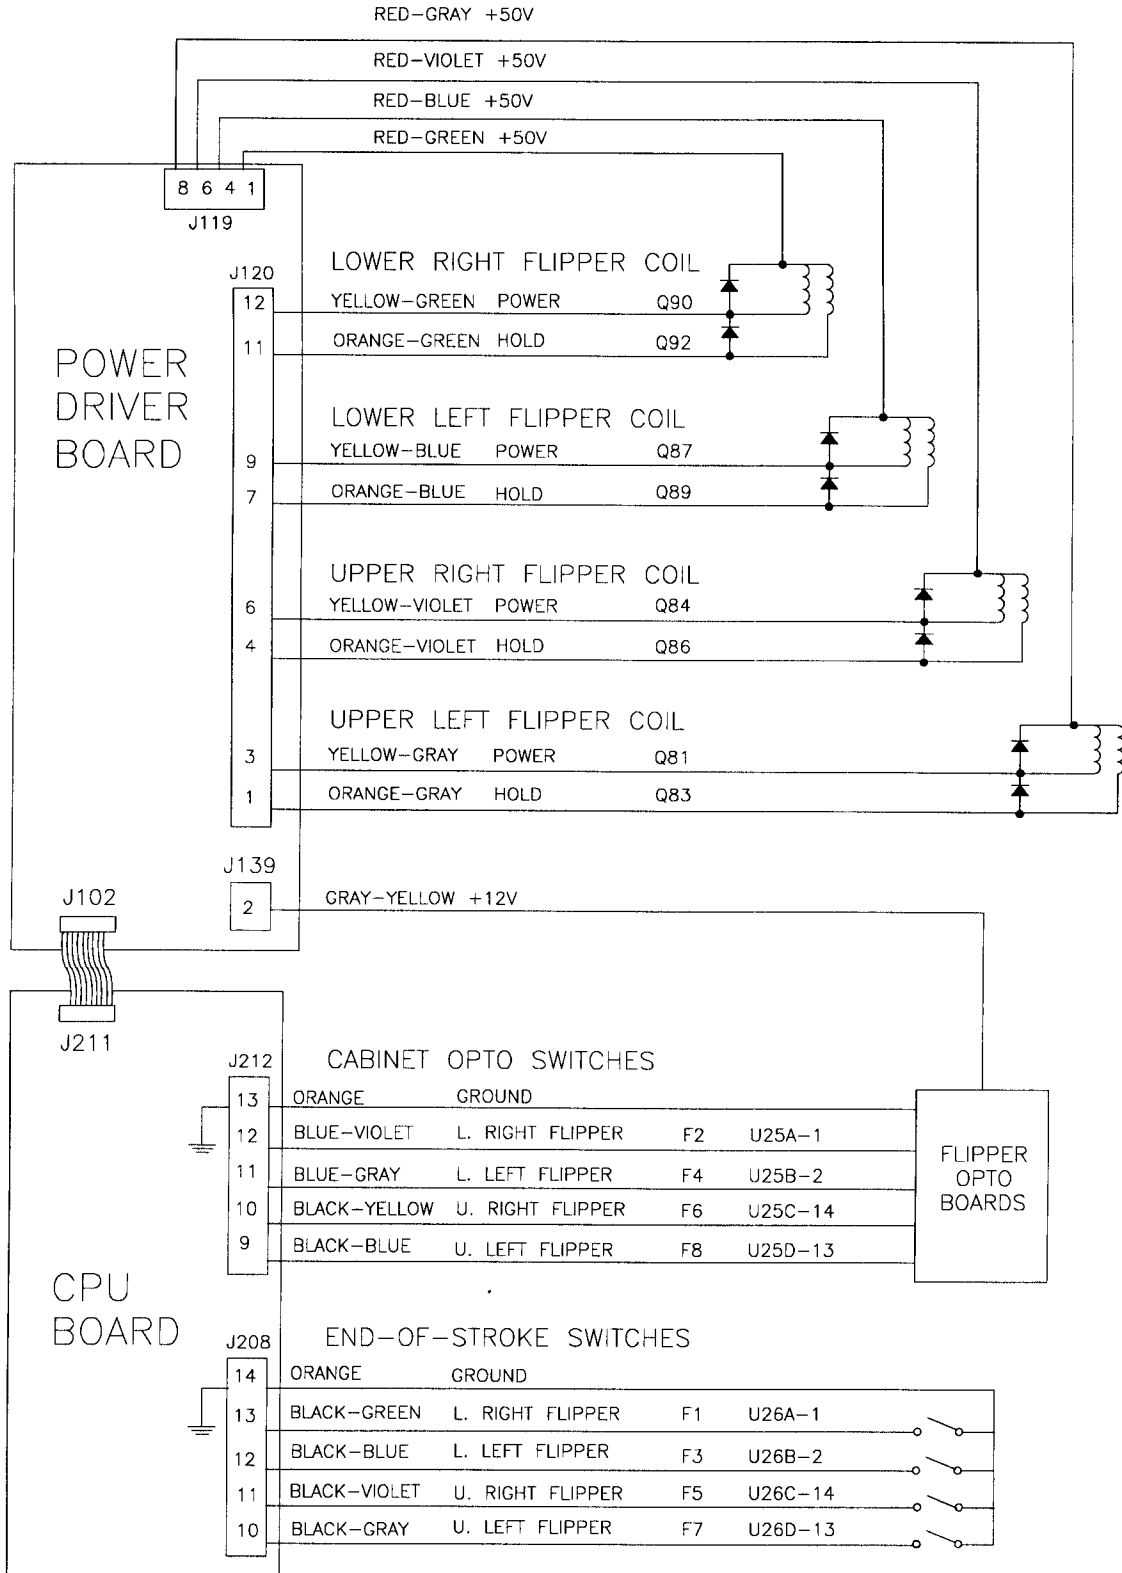 RED-GRAY +50V
RED-VIOLET +50V
RED-BLUE +50V
RED-GREEN +50V
8 6 4 1
J119
LOWER RIGHT FLIPPER COIL
J120
12 YELLOW-GREEN POWER Q90
11 ORANGE-GREEN HOLD Q92
POWER
DRIVER
BOARD
LOWER LEFT FLIPPER COIL
9 YELLOW-BLUE POWER Q87
7 ORANGE-BLUE HOLD Q89
UPPER RIGHT FLIPPER COIL
6 YELLOW-VIOLET POWER Q84
4 ORANGE-VIOLET HOLD Q86
UPPER LEFT FLIPPER COIL
3 YELLOW-GRAY POWER Q81
1 ORANGE-GRAY HOLD Q83
J139
2 GRAY-YELLOW +12V
J102
J211
J212 CABINET OPTO SWITCHES
13 ORANGE GROUND
12 BLUE-VIOLET L. RIGHT FLIPPER F2 U25A-1
11 BLUE-GRAY L. LEFT FLIPPER F4 U25B-2
10 BLACK-YELLOW U. RIGHT FLIPPER F6 U25C-14
9 BLACK-BLUE U. LEFT FLIPPER F8 U25D-13
FLIPPER
OPTO
BOARDS
CPU
BOARD
J208 END-OF-STROKE SWITCHES
14 ORANGE GROUND
13 BLACK-GREEN L. RIGHT FLIPPER F1 U26A-1
12 BLACK-BLUE L. LEFT FLIPPER F3 U26B-2
11 BLACK-VIOLET U. RIGHT FLIPPER F5 U26C-14
10 BLACK-GRAY U. LEFT FLIPPER F7 U26D-13